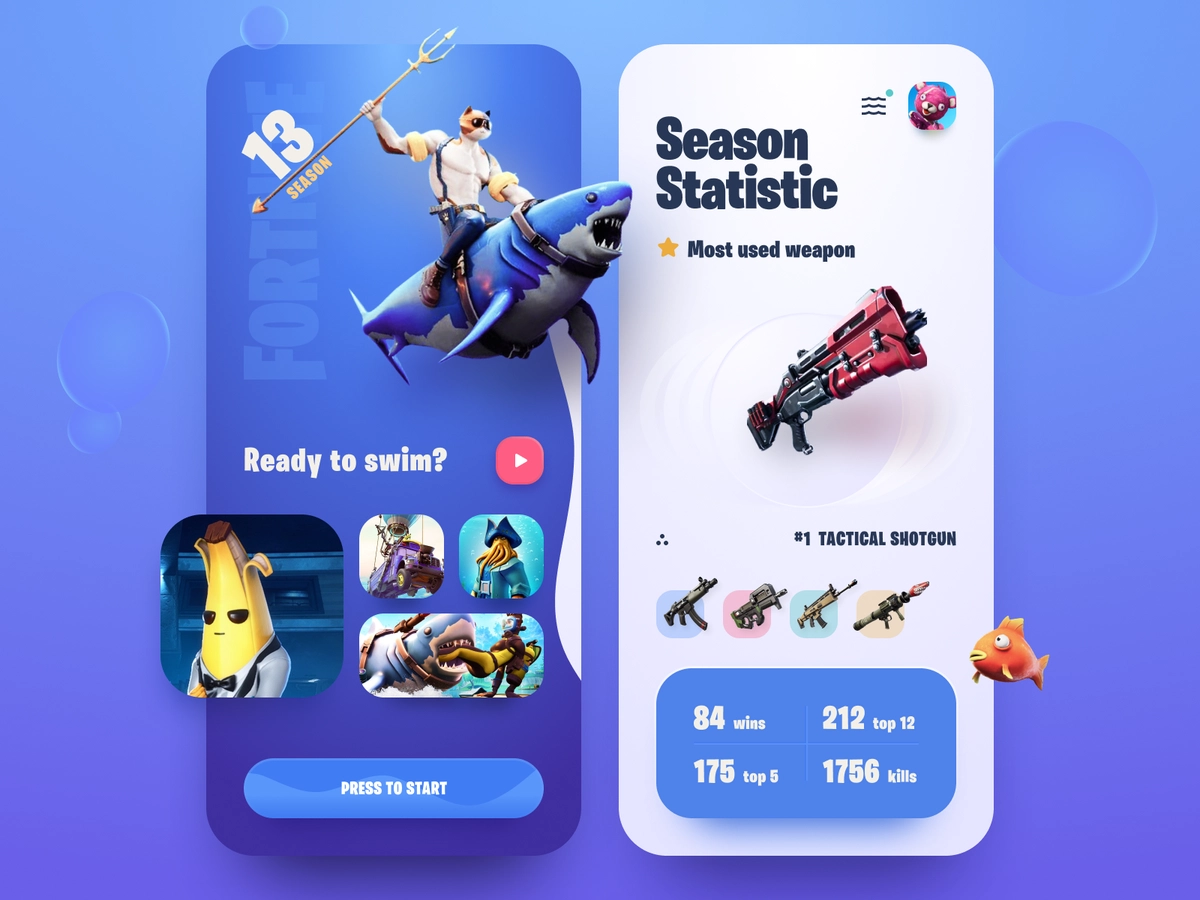 FORTNITE
13
SEASON
Ready to swim?
PRESS TO START
Season
Statistic
Most used weapon
#1 TACTICAL SHOTGUN
84 wins
212 top 12
175 top 5
1756 kills